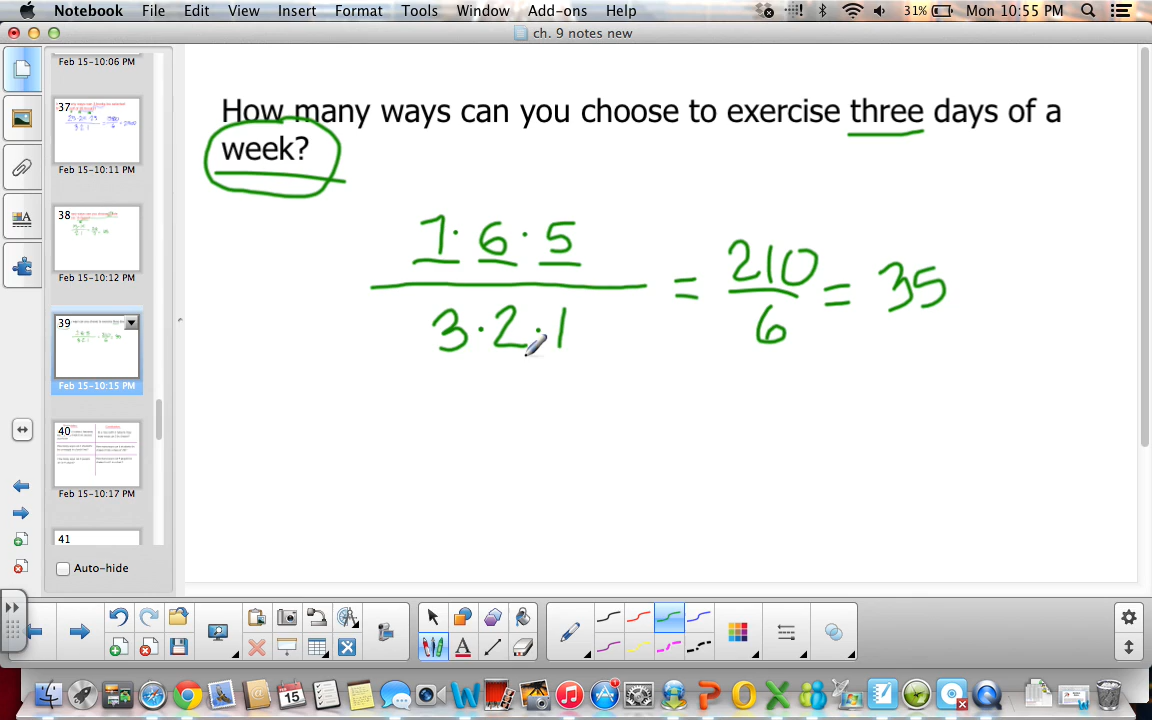 Notebook File Edit View Insert Format Tools Window Add-ons Help 31% Mon 10:55 PM
ch. 9 notes new
Feb 15-10:06 PM
37
Feb 15-10:11 PM
38
Feb 15-10:12 PM
39
Feb 15-10:15 PM
40
Feb 15-10:17 PM
41
Auto-hide
How many ways can you choose to exercise three days of a
week?
7 · 6 · 5
3 · 2 · 1
= 210
6
= 35
15